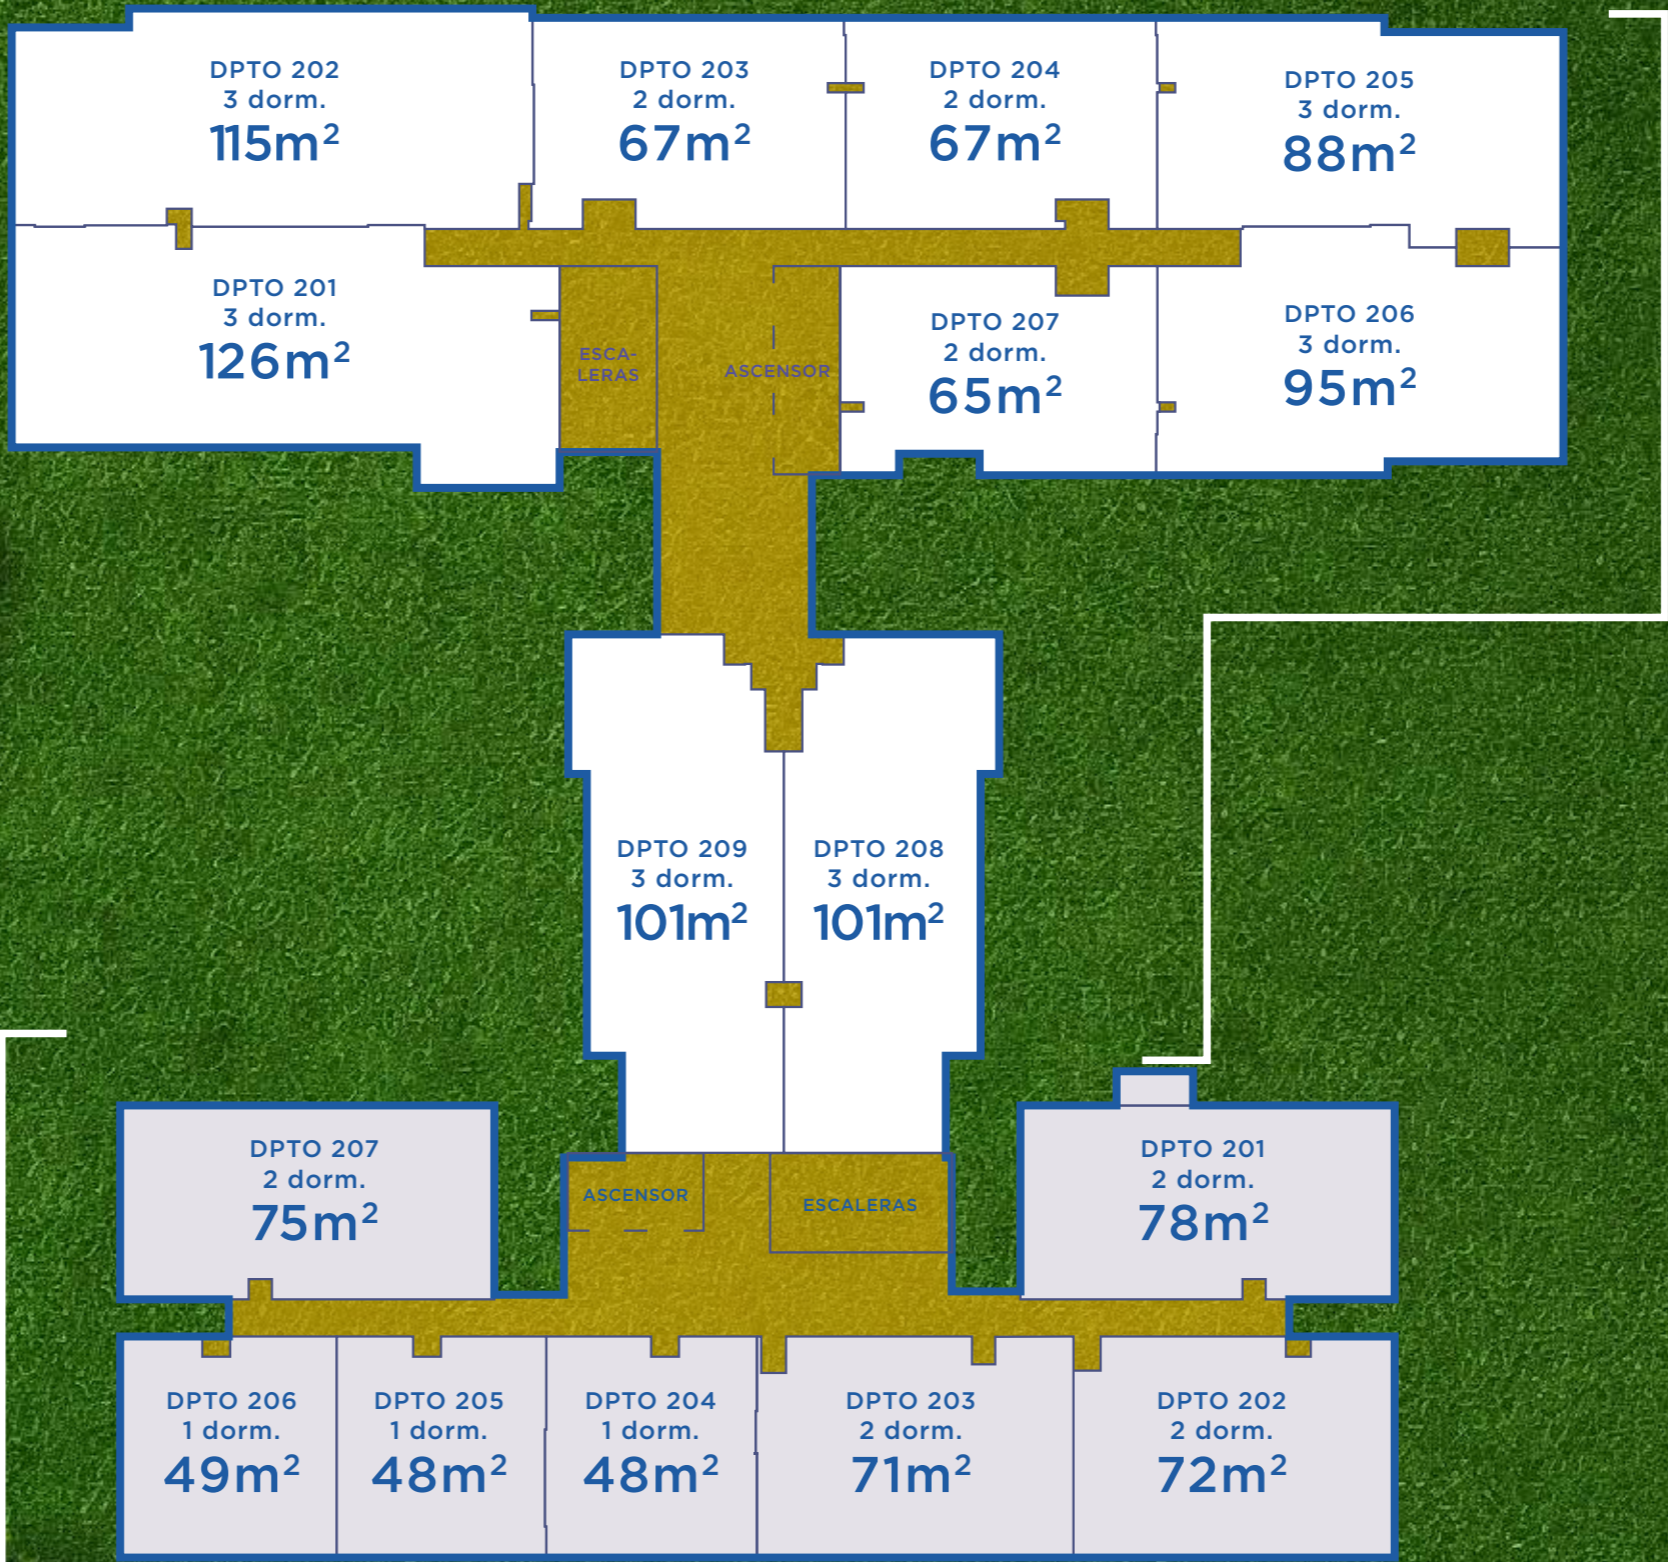 DPTO 202
3 dorm.
115m²
DPTO 203
2 dorm.
67m²
DPTO 204
2 dorm.
67m²
DPTO 205
3 dorm.
88m²
DPTO 201
3 dorm.
126m²
ESCA-
LERAS
ASCENSOR
DPTO 207
2 dorm.
65m²
DPTO 206
3 dorm.
95m²
DPTO 209
3 dorm.
101m²
DPTO 208
3 dorm.
101m²
DPTO 207
2 dorm.
75m²
ASCENSOR
ESCALERAS
DPTO 201
2 dorm.
78m²
DPTO 206
1 dorm.
49m²
DPTO 205
1 dorm.
48m²
DPTO 204
1 dorm.
48m²
DPTO 203
2 dorm.
71m²
DPTO 202
2 dorm.
72m²